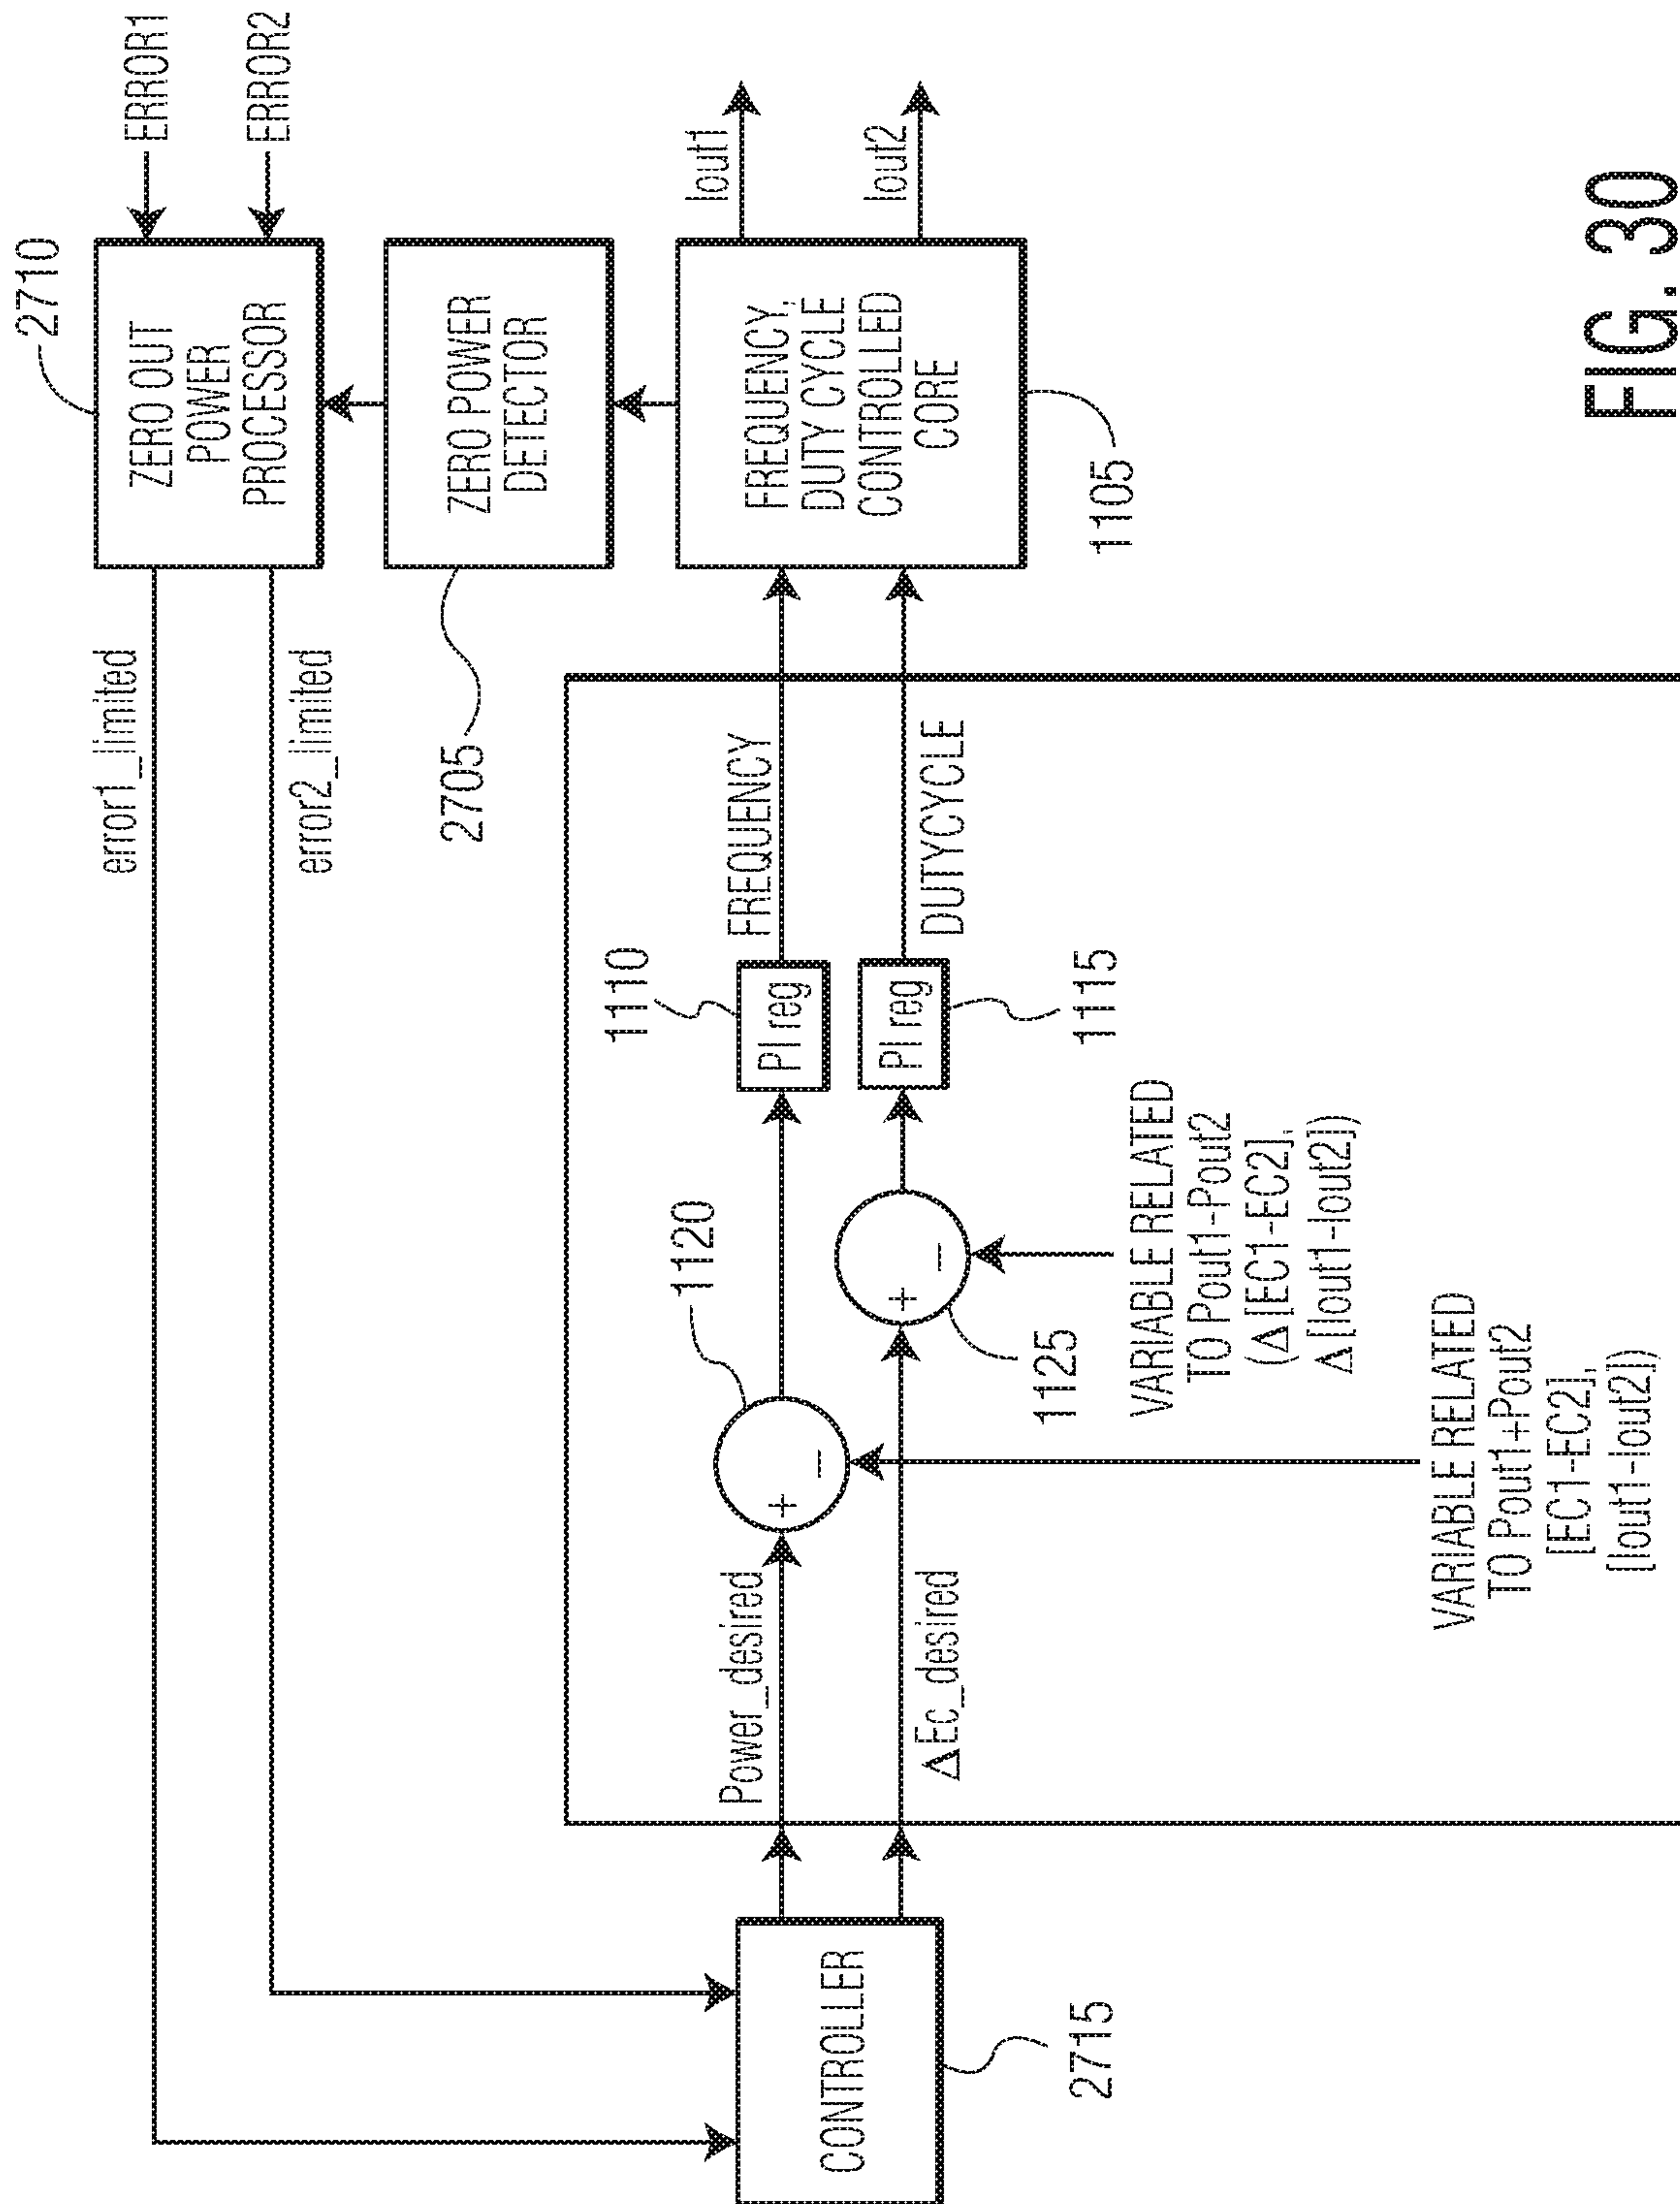 2710
ZERO OUT
POWER
PROCESSOR
ERROR1
ERROR2
error1_limited
error2_limited
ZERO POWER
DETECTOR
2705
FREQUENCY,
DUTY CYCLE
CONTROLLED
CORE
1105
Iout1
Iout2
CONTROLLER
2715
Power_desired
ΔEc_desired
+
−
1120
+
−
1125
PI reg
1110
PI reg
1115
FREQUENCY
DUTYCYCLE
VARIABLE RELATED
TO Pout1-Pout2
(Δ[EC1-EC2],
Δ[Iout1-Iout2])
VARIABLE RELATED
TO Pout1+Pout2
[EC1-EC2],
[Iout1-Iout2])
FIG. 30